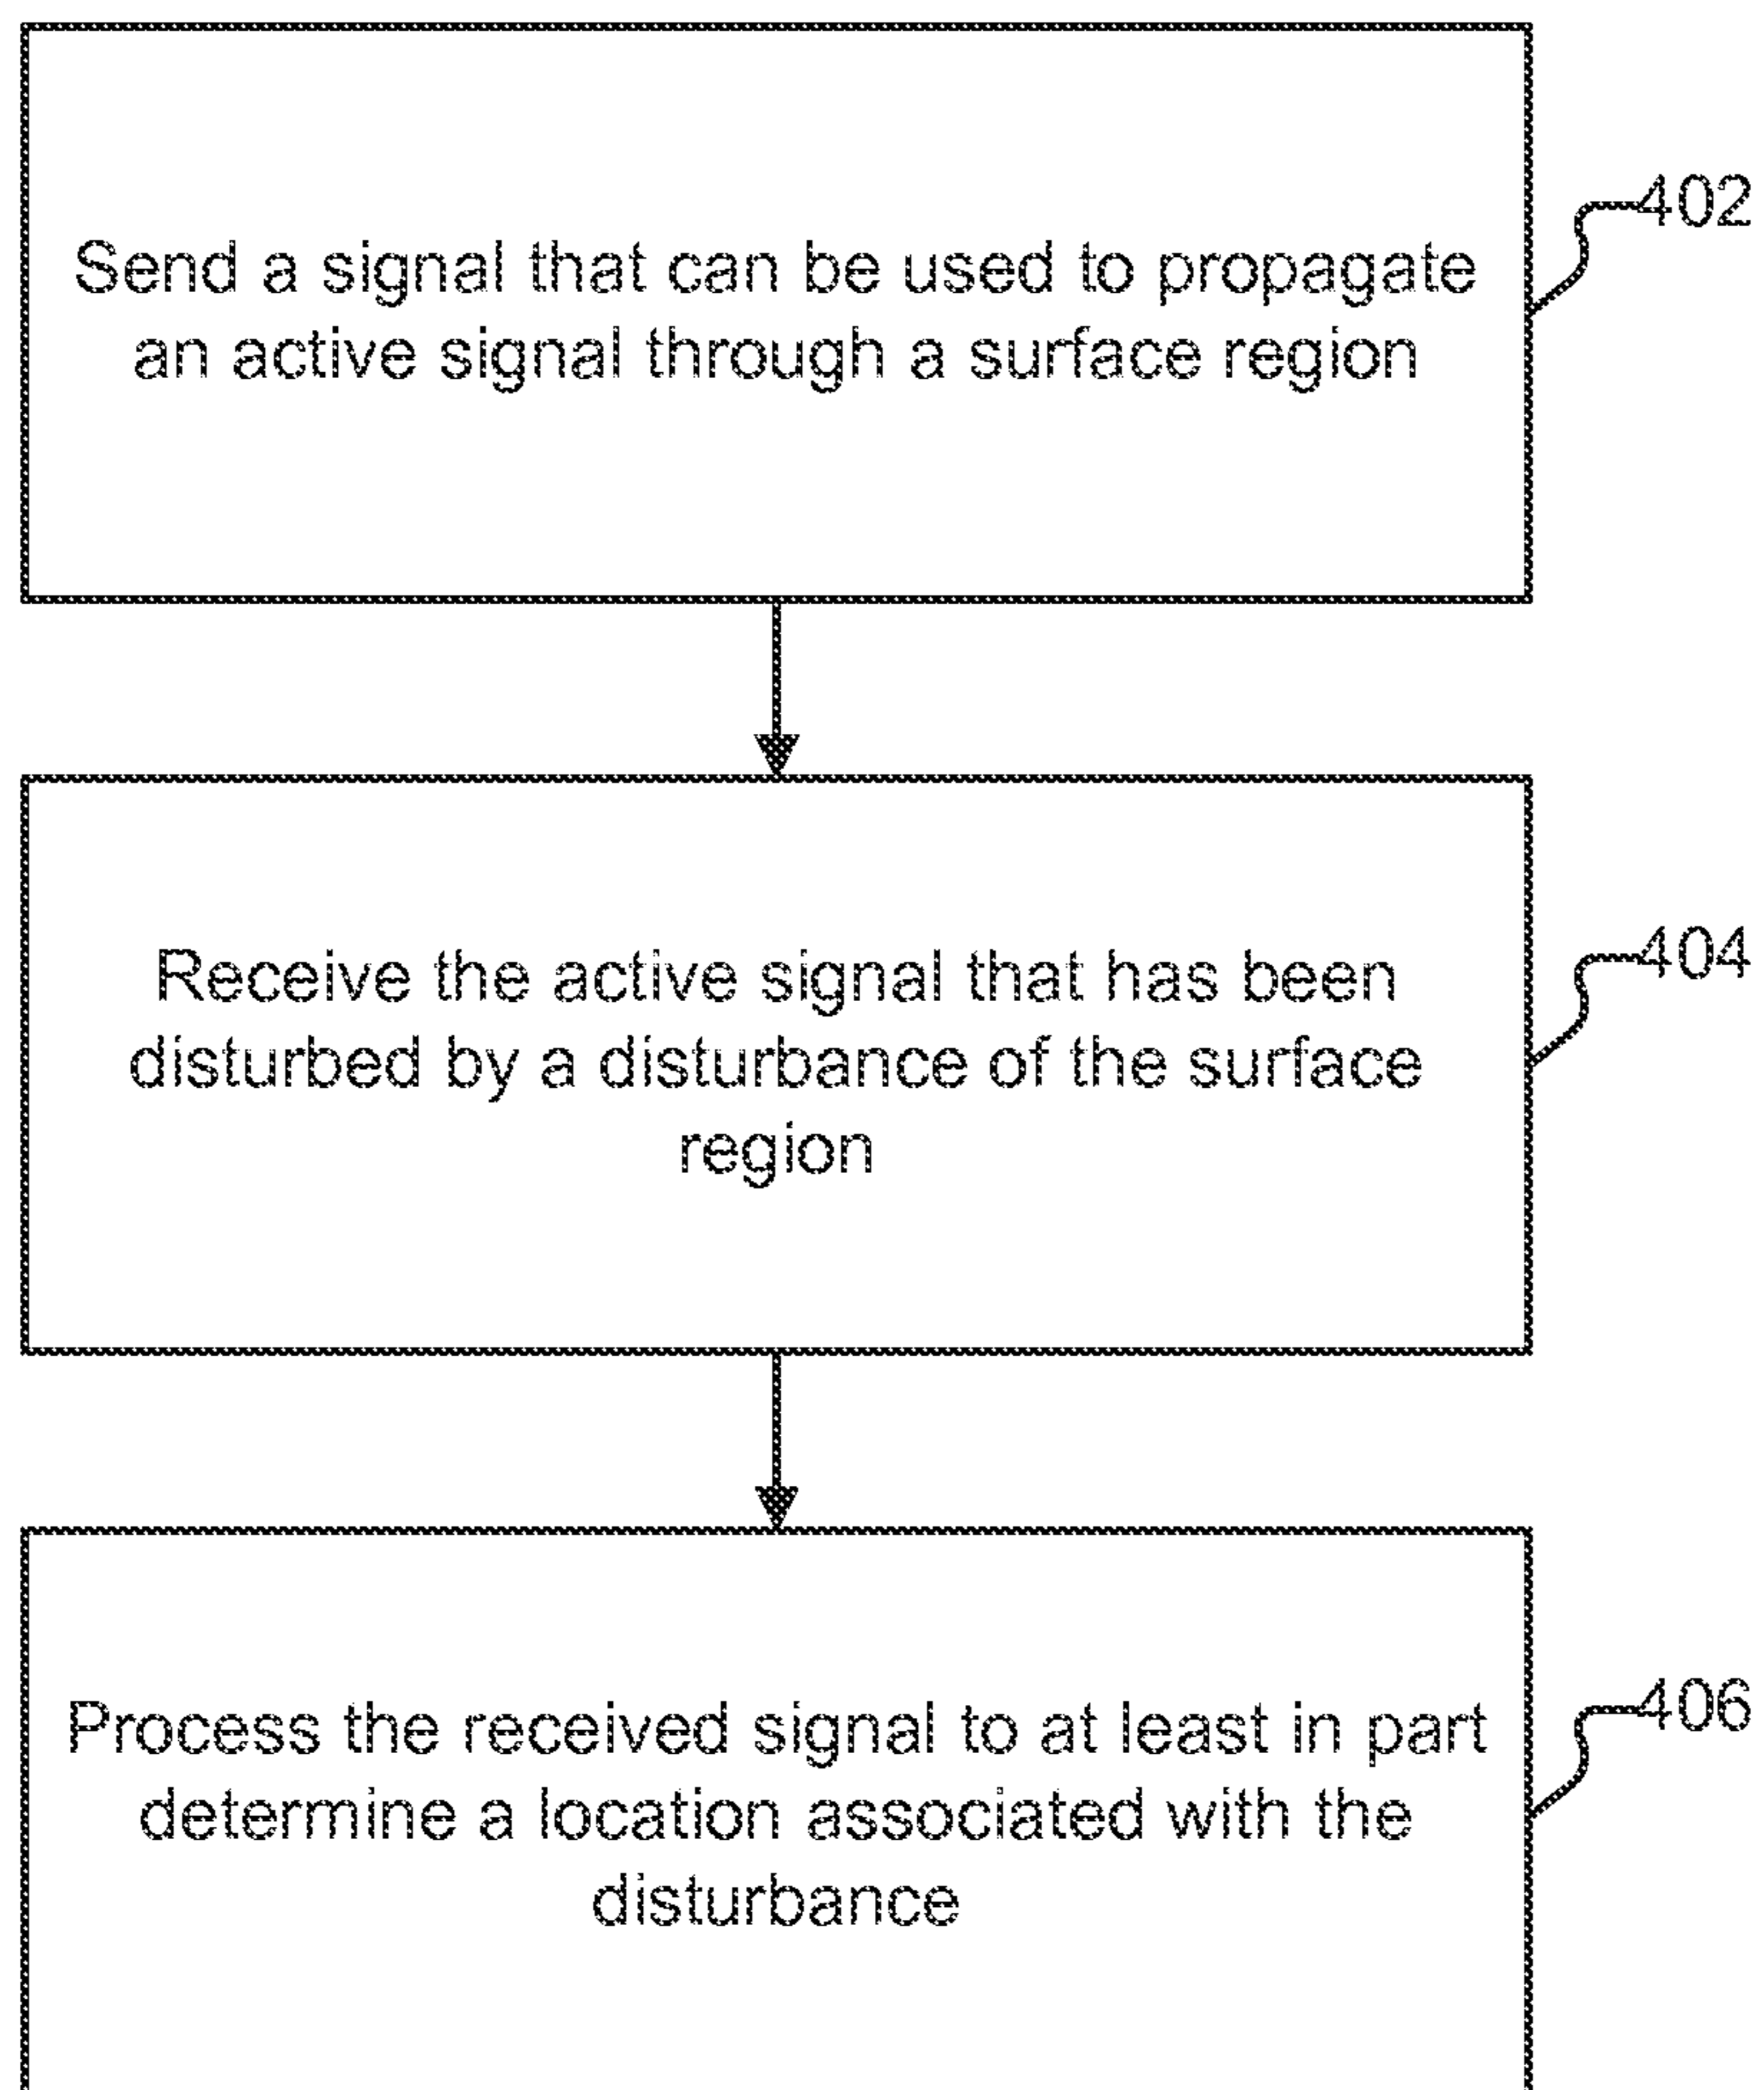 Send a signal that can be used to propagate
an active signal through a surface region
402
Receive the active signal that has been
disturbed by a disturbance of the surface
region
404
Process the received signal to at least in part
determine a location associated with the
disturbance
406